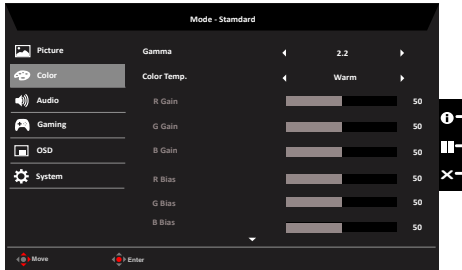 Mode - Stamdard
Picture
Gamma 2.2
Color
Color Temp. Warm
Audio
R Gain 50
Gaming
G Gain 50
OSD
B Gain 50
System
R Bias 50
G Bias 50
B Bias 50
Move Enter